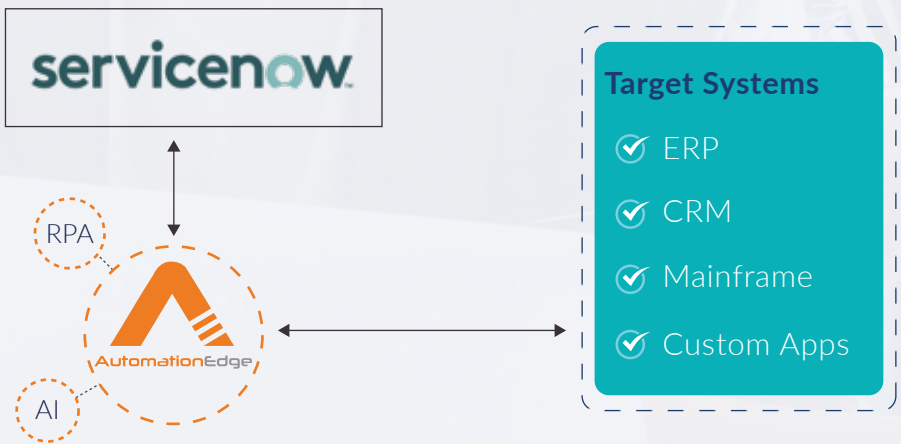 servicenow
Target Systems
ERP
CRM
Mainframe
Custom Apps
RPA
AutomationEdge
AI